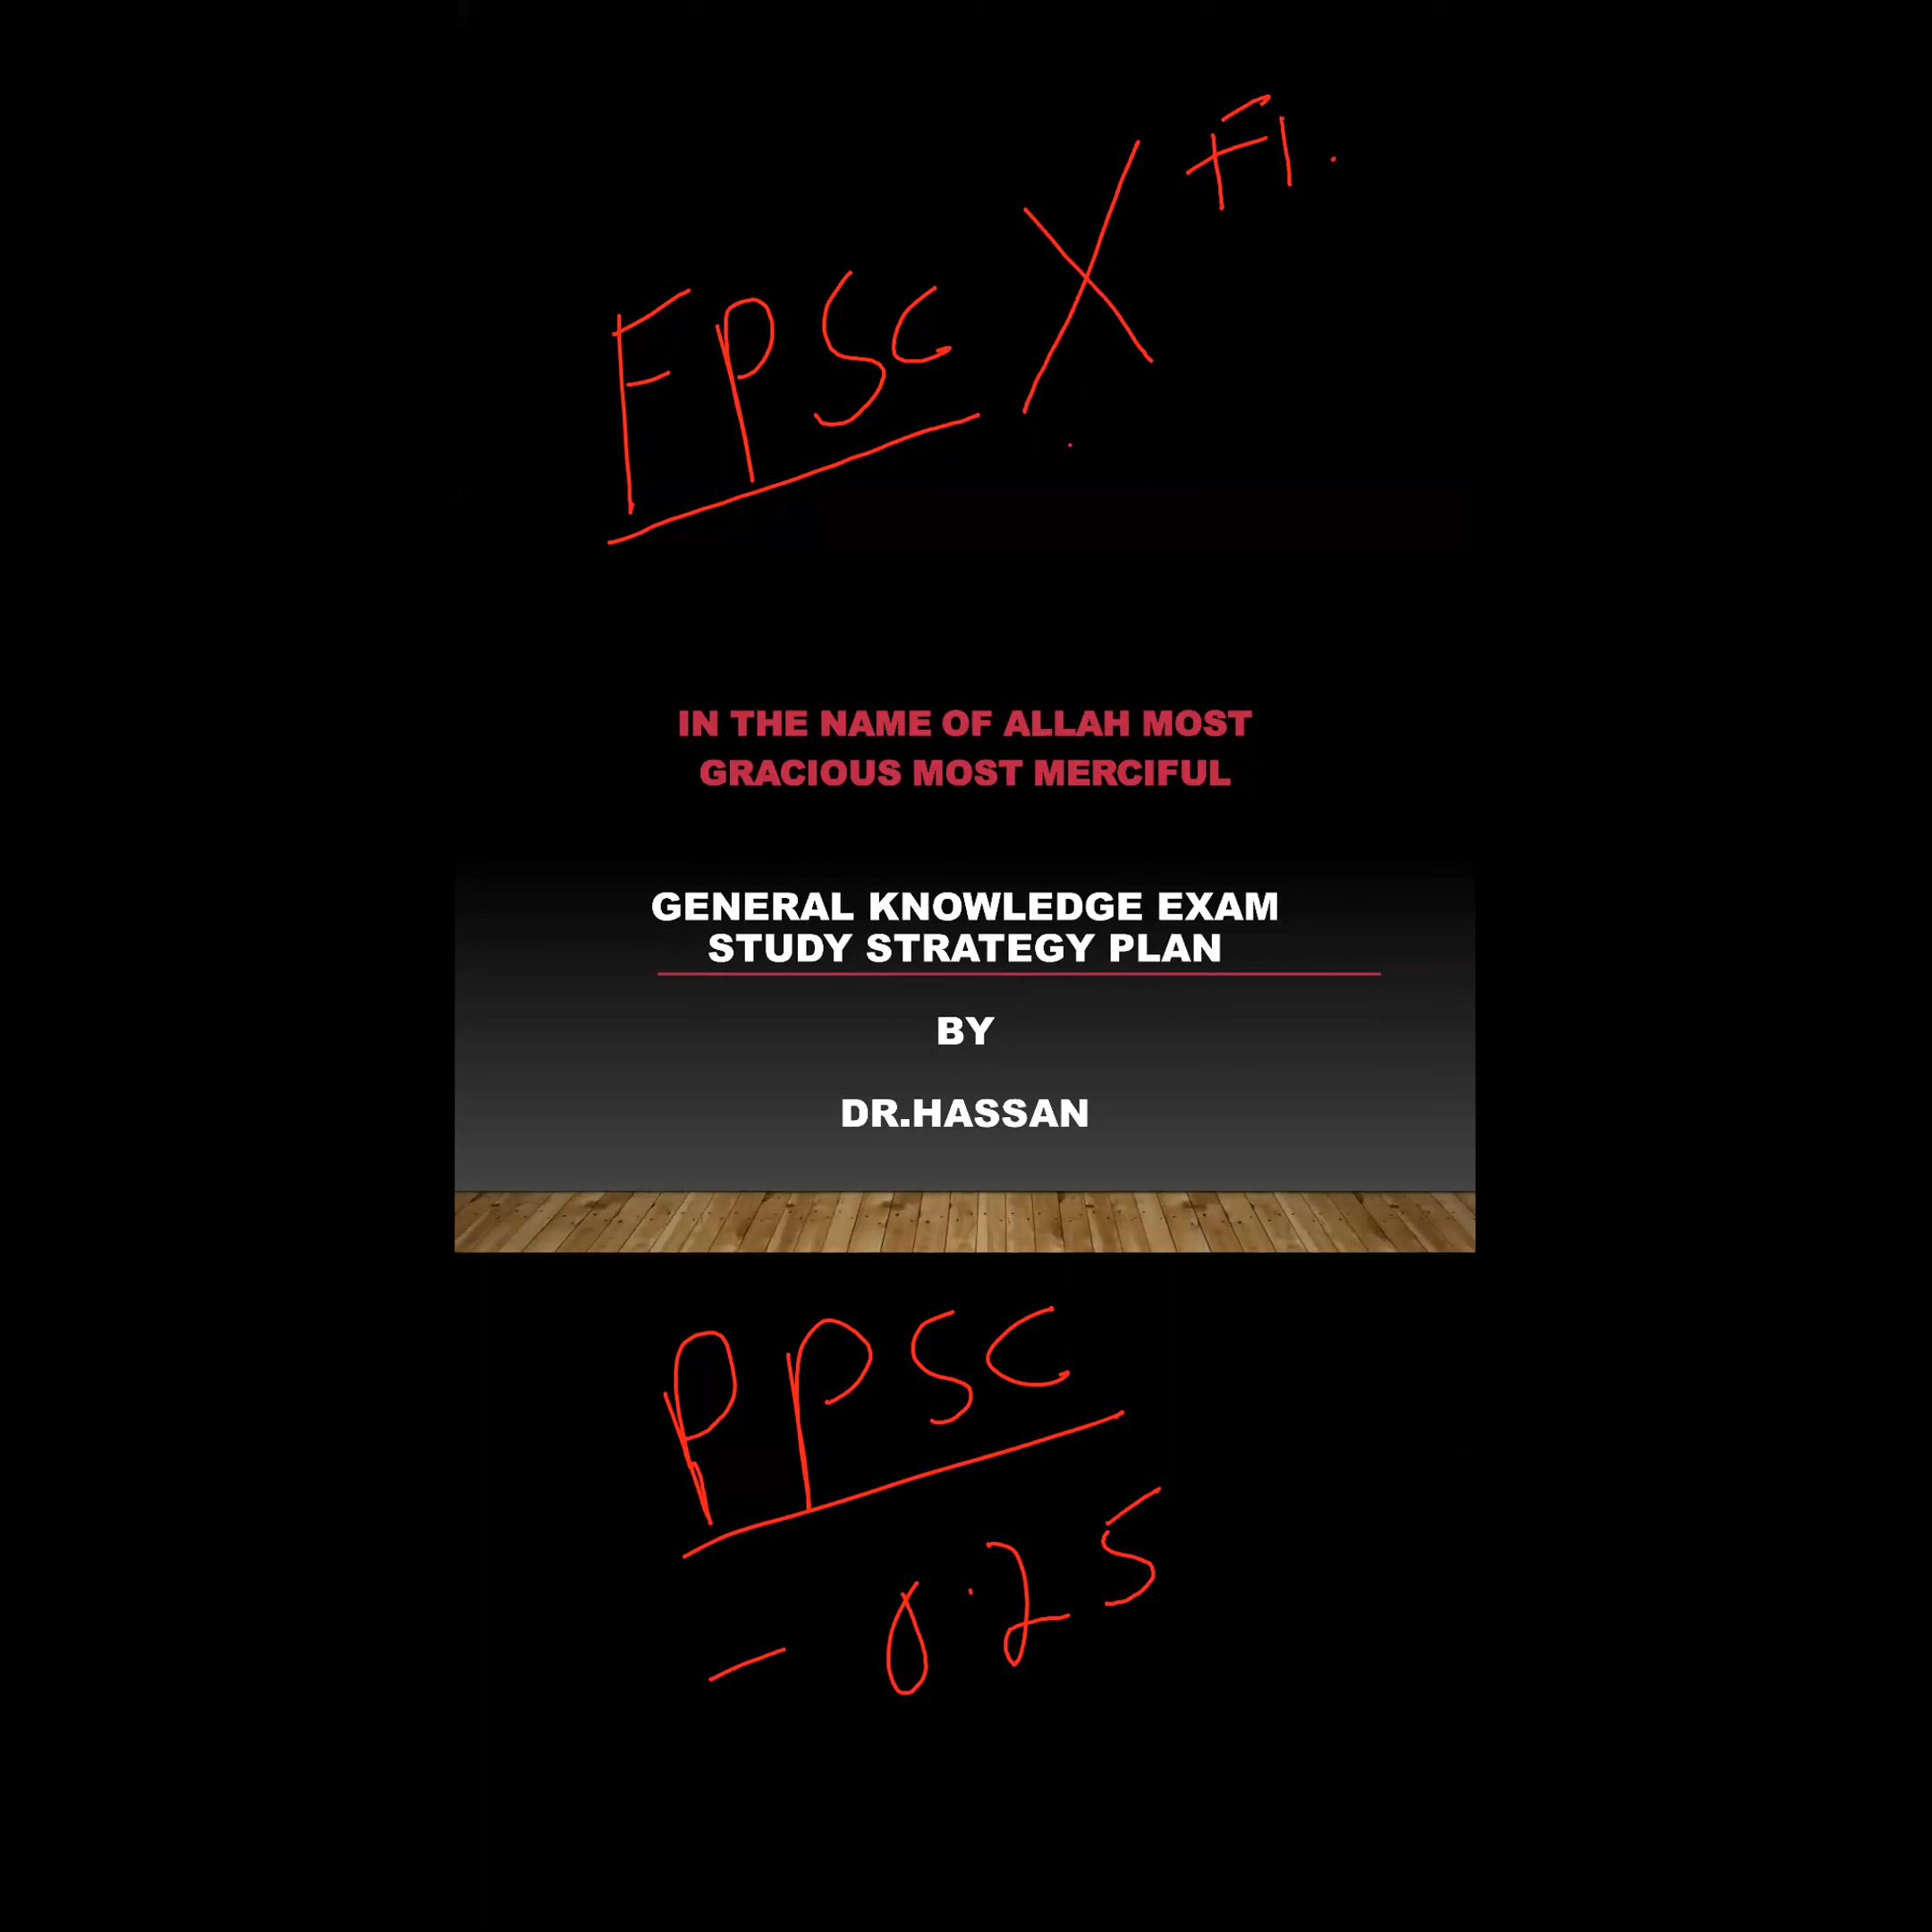 +1.
FPSC X
IN THE NAME OF ALLAH MOST
GRACIOUS MOST MERCIFUL
GENERAL KNOWLEDGE EXAM
STUDY STRATEGY PLAN
BY
DR.HASSAN
PPSC
- 0.25